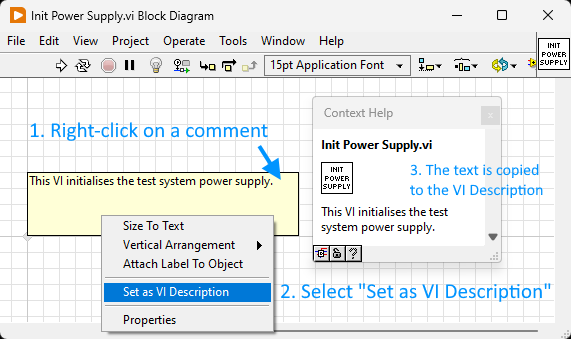 Init Power Supply.vi Block Diagram
File Edit View Project Operate Tools Window Help
15pt Application Font
INIT
POWER
SUPPLY
1. Right-click on a comment
This VI initialises the test system power supply.
Size To Text
Vertical Arrangement
Attach Label To Object
Set as VI Description
Properties
2. Select "Set as VI Description"
Context Help
Init Power Supply.vi
INIT
POWER
SUPPLY
3. The text is copied
to the VI Description
This VI initialises the test
system power supply.
?